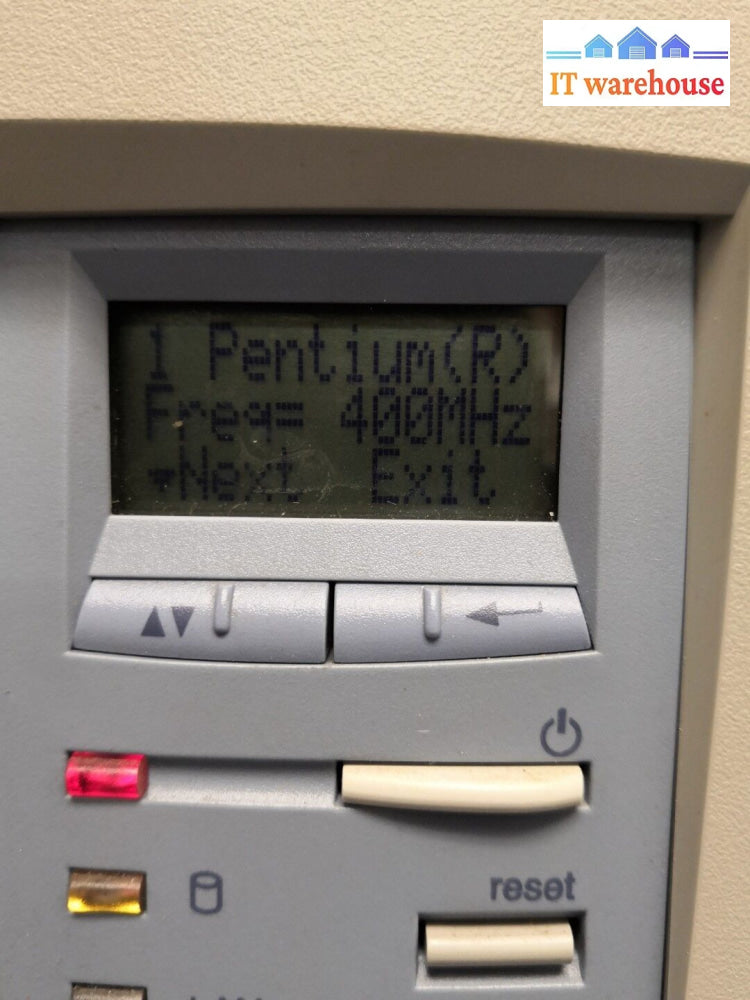 IT warehouse
1 Pentium(R)
Freq= 400MHz
→Next Exit
reset